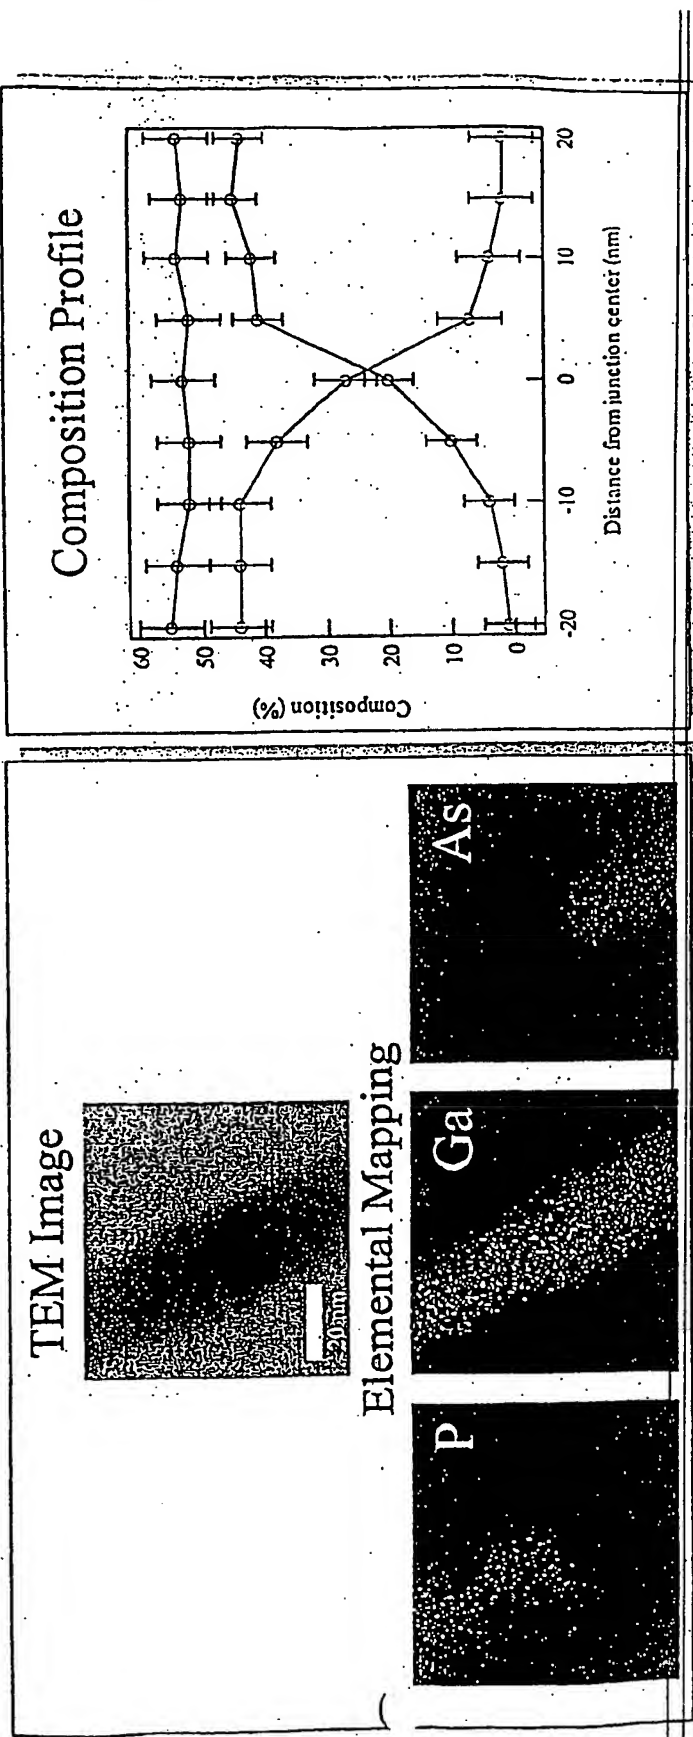 TEM Image
20 nm
Elemental Mapping
P
Ga
As
Composition Profile
Composition (%)
60
50
40
30
20
10
0
-20
-10
0
10
20
Distance from junction center (nm)